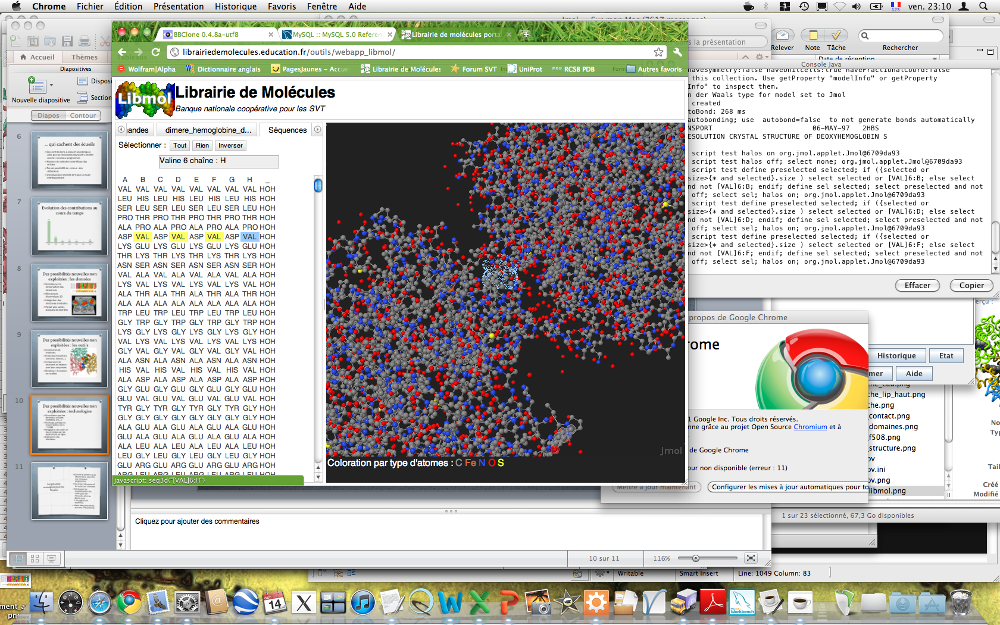 Chrome Fichier Édition Présentation Historique Favoris Fenêtre Aide
ven. 23:10
BBClone 0.4.8a-utf8
MySQL :: MySQL 5.0 Referen
Librairie de molécules porta
librairiedemolecules.education.fr/outils/webapp_libmol/
Wolfram|Alpha
Dictionnaire anglais
PagesJaunes – Accue
Librairie de Molécules
Forum SVT
UniProt
RCSB PDB
Autres favoris
Accueil
Thèmes
Diapositives
Nouvelle diapositive
Disposi
Section
Diapos Contour
Libmol
Librairie de Molécules
Banque nationale coopérative pour les SVT
andes
dimere_hemoglobine_d...
Séquences
Sélectionner : Tout Rien Inverser
Valine 6 chaîne : H
A B C D E F G H _
VAL VAL VAL VAL VAL VAL VAL VAL HOH
LEU HIS LEU HIS LEU HIS LEU HIS HOH
SER LEU SER LEU SER LEU SER LEU HOH
PRO THR PRO THR PRO THR PRO THR HOH
ALA PRO ALA PRO ALA PRO ALA PRO HOH
ASP VAL ASP VAL ASP VAL ASP VAL HOH
LYS GLU LYS GLU LYS GLU LYS GLU HOH
THR LYS THR LYS THR LYS THR LYS HOH
ASN SER ASN SER ASN SER ASN SER HOH
VAL ALA VAL ALA VAL ALA VAL ALA HOH
LYS VAL LYS VAL LYS VAL LYS VAL HOH
ALA THR ALA THR ALA THR ALA THR HOH
ALA ALA ALA ALA ALA ALA ALA ALA HOH
TRP LEU TRP LEU TRP LEU TRP LEU HOH
GLY TRP GLY TRP GLY TRP GLY TRP HOH
LYS GLY LYS GLY LYS GLY LYS GLY HOH
VAL LYS VAL LYS VAL LYS VAL LYS HOH
GLY VAL GLY VAL GLY VAL GLY VAL HOH
ALA ASN ALA ASN ALA ASN ALA ASN HOH
HIS VAL HIS VAL HIS VAL HIS VAL HOH
ALA ASP ALA ASP ALA ASP ALA ASP HOH
GLY GLU GLY GLU GLY GLU GLY GLU HOH
GLU VAL GLU VAL GLU VAL GLU VAL HOH
TYR GLY TYR GLY TYR GLY TYR GLY HOH
GLY GLY GLY GLY GLY GLY GLY GLY HOH
ALA GLU ALA GLU ALA GLU ALA GLU HOH
GLU ALA GLU ALA GLU ALA GLU ALA HOH
ALA LEU ALA LEU ALA LEU ALA LEU HOH
LEU GLY LEU GLY LEU GLY LEU GLY HOH
GLU ARG GLU ARG GLU ARG GLU ARG HOH
javascript: seq3d("[VAL]6:H")
Jmol
Coloration par type d'atomes : C Fe N O S
6
... qui cachent des écueils
7
Evolution des contributions au cours du temps
8
Des possibilités nouvelles non exploitées : les données
9
Des possibilités nouvelles non exploitées : les outils
10
Des possibilités nouvelles non exploitées : technologies
11
Cliquez pour ajouter des commentaires
10 sur 11
116%
dans la présentation
Relever
Note
Tâche
Rechercher
Date de réception
Console Java
aveSymmetry:false haveUnitCells:true haveFractionalCoord:false
this collection. Use getProperty "modelInfo" or getProperty
Info" to inspect them.
n der Waals type for model set to Jmol
created
toBond: 268 ms
autobonding; use autobond=false to not generate bonds automatically
NSPORT 06-MAY-97 2HBS
ESOLUTION CRYSTAL STRUCTURE OF DEOXYHEMOGLOBIN S
script test halos on org.jmol.applet.Jmol@6709da93
script test halos off; select none; org.jmol.applet.Jmol@6709da93
script test define preselected selected; if ({selected or
size>{* and selected}.size ) select selected or [VAL]6:B; else select
and not [VAL]6:B; endif; define sel selected; select preselected and not
off; select sel; halos on; org.jmol.applet.Jmol@6709da93
script test define preselected selected; if ({selected or
size>{* and selected}.size ) select selected or [VAL]6:D; else select
and not [VAL]6:D; endif; define sel selected; select preselected and not
off; select sel; halos on; org.jmol.applet.Jmol@6709da93
script test define preselected selected; if ({selected or
size>{* and selected}.size ) select selected or [VAL]6:F; else select
and not [VAL]6:F; endif; define sel selected; select preselected and not
off; select sel; halos on; org.jmol.applet.Jmol@6709da93
Effacer
Copier
propos de Google Chrome
rome
1 Google Inc. Tous droits réservés.
nne grâce au projet Open Source Chromium et à
de Google Chrome
our non disponible (erreur : 11)
Mettre à jour maintenant
Configurer les mises à jour automatiques pour to
Historique
Etat
mer
Aide
che_lip_haut.png
che.png
contact.png
domaines.png
f508.png
structure.png
ov
ov.ini
ov.png
libmol.png
No
Typ
Tail
Créé
Modifié
1 sur 23 sélectionné, 67,3 Go disponibles
Writable
Smart Insert
Line: 1049 Column: 83
ment_a
png
OCT.
14
MySQL
Workbench